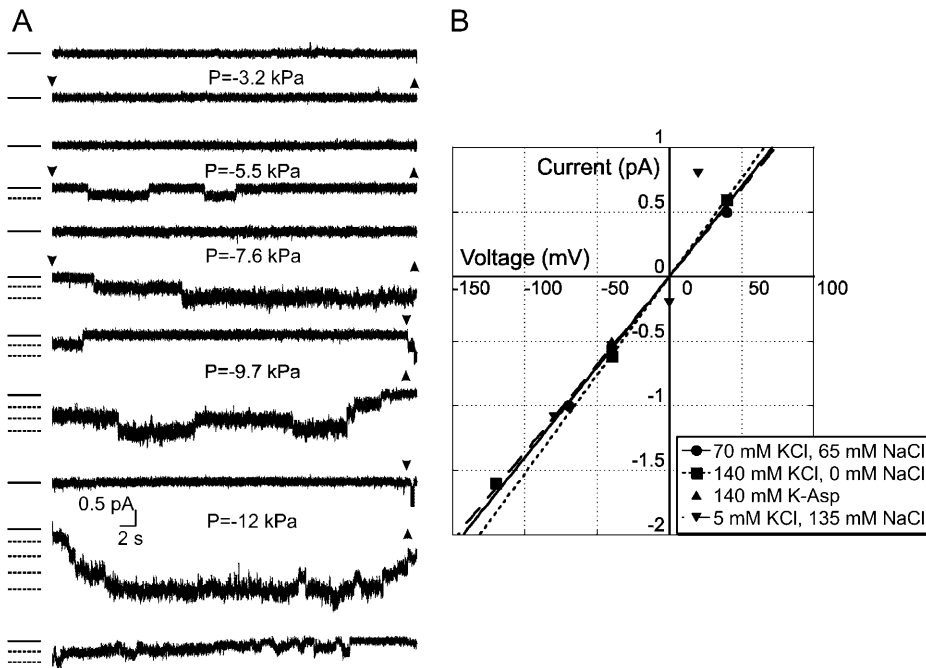 A
P=-3.2 kPa
P=-5.5 kPa
P=-7.6 kPa
P=-9.7 kPa
0.5 pA
2 s
P=-12 kPa
B
1
Current (pA)
0.5
Voltage (mV)
0
-150
-100
-50
0
50
100
-0.5
-1
-1.5
-2
70 mM KCl, 65 mM NaCl
140 mM KCl, 0 mM NaCl
140 mM K-Asp
5 mM KCl, 135 mM NaCl